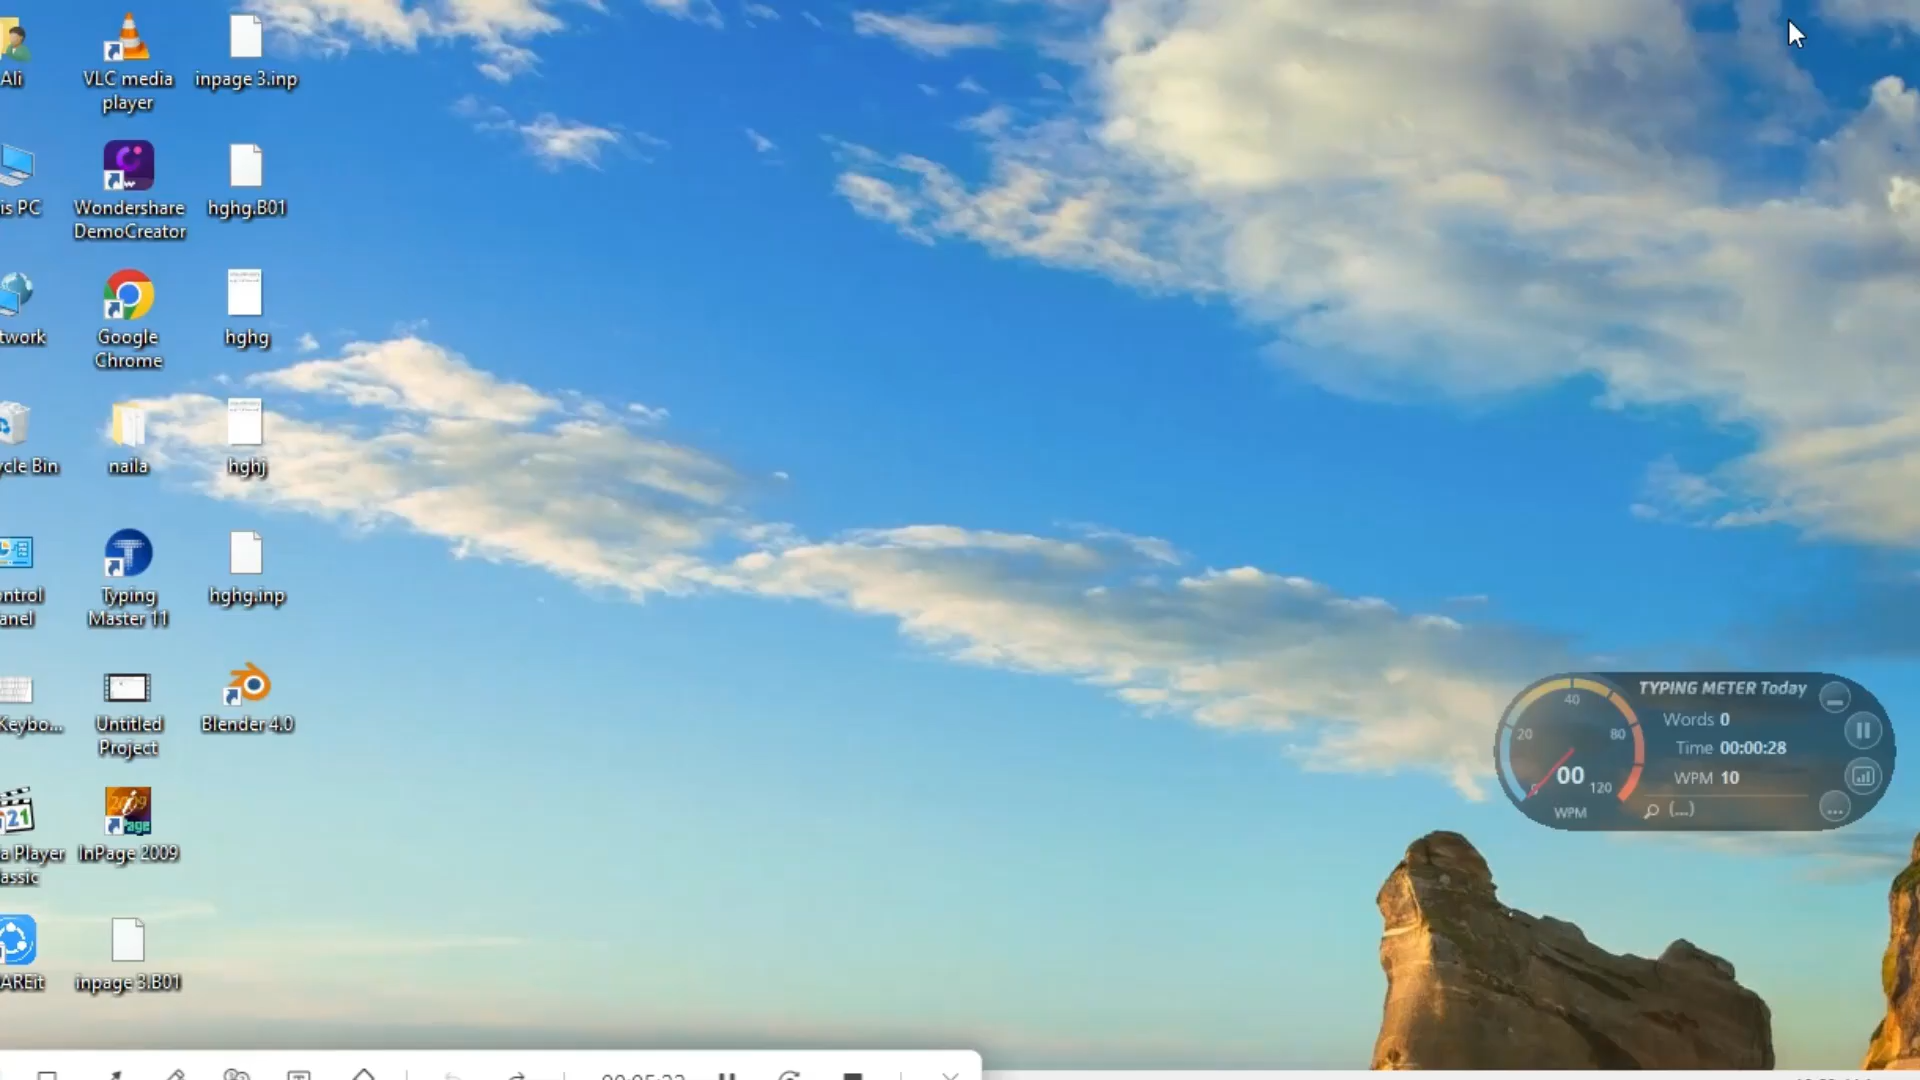 Ali
VLC media
player
inpage 3.inp
is PC
Wondershare
DemoCreator
hghg.B01
twork
Google
Chrome
hghg
ycle Bin
naila
hghj
ontrol
anel
Typing
Master 11
hghg.inp
Keybo...
Untitled
Project
Blender 4.0
a Player
assic
InPage 2009
AREit
inpage 3.B01
TYPING METER Today
Words 0
Time 00:00:28
WPM 10
(...)
0
20
40
80
120
00
WPM